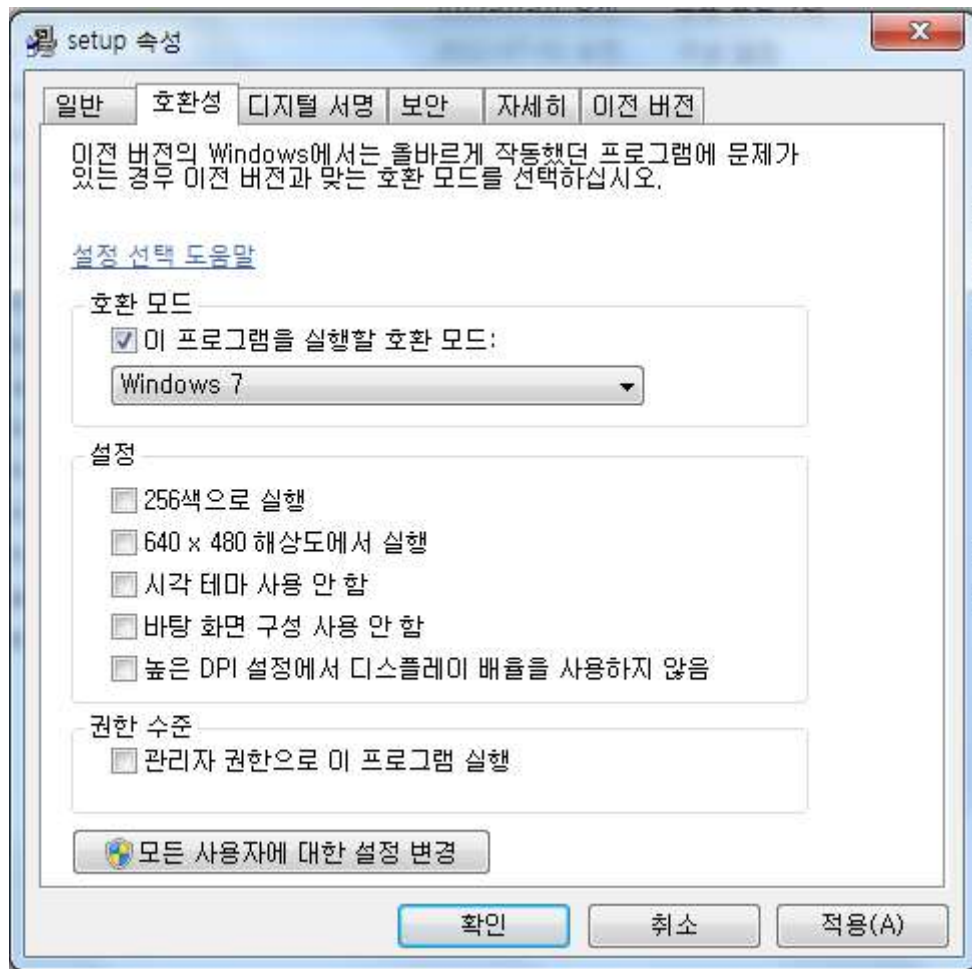 setup 속성
일반 호환성 디지털 서명 보안 자세히 이전 버전
이전 버전의 Windows에서는 올바르게 작동했던 프로그램에 문제가
있는 경우 이전 버전과 맞는 호환 모드를 선택하십시오.
설정 선택 도움말
호환 모드
이 프로그램을 실행할 호환 모드:
Windows 7
설정
256색으로 실행
640 x 480 해상도에서 실행
시각 테마 사용 안 함
바탕 화면 구성 사용 안 함
높은 DPI 설정에서 디스플레이 배율을 사용하지 않음
권한 수준
관리자 권한으로 이 프로그램 실행
모든 사용자에 대한 설정 변경
확인 취소 적용(A)